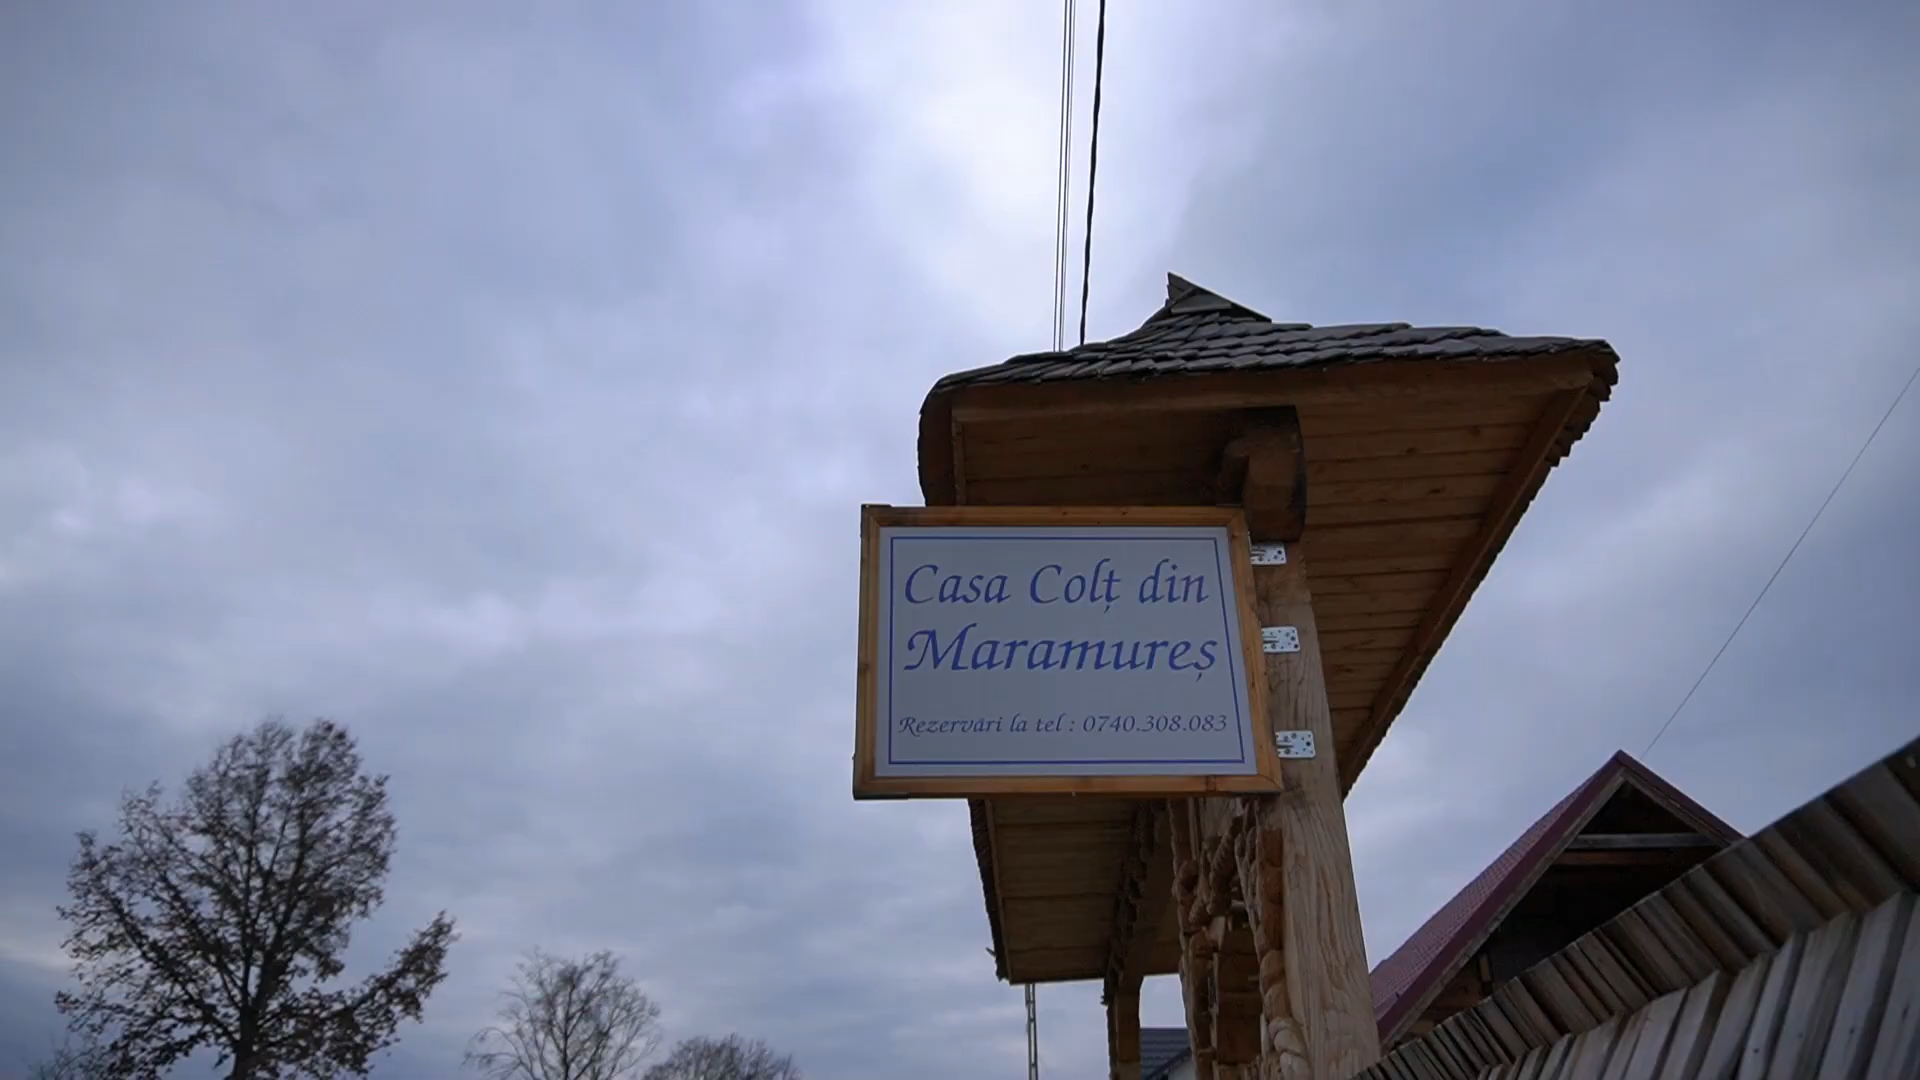 Casa Colț din
Maramureș
Rezervări la tel : 0740.308.083